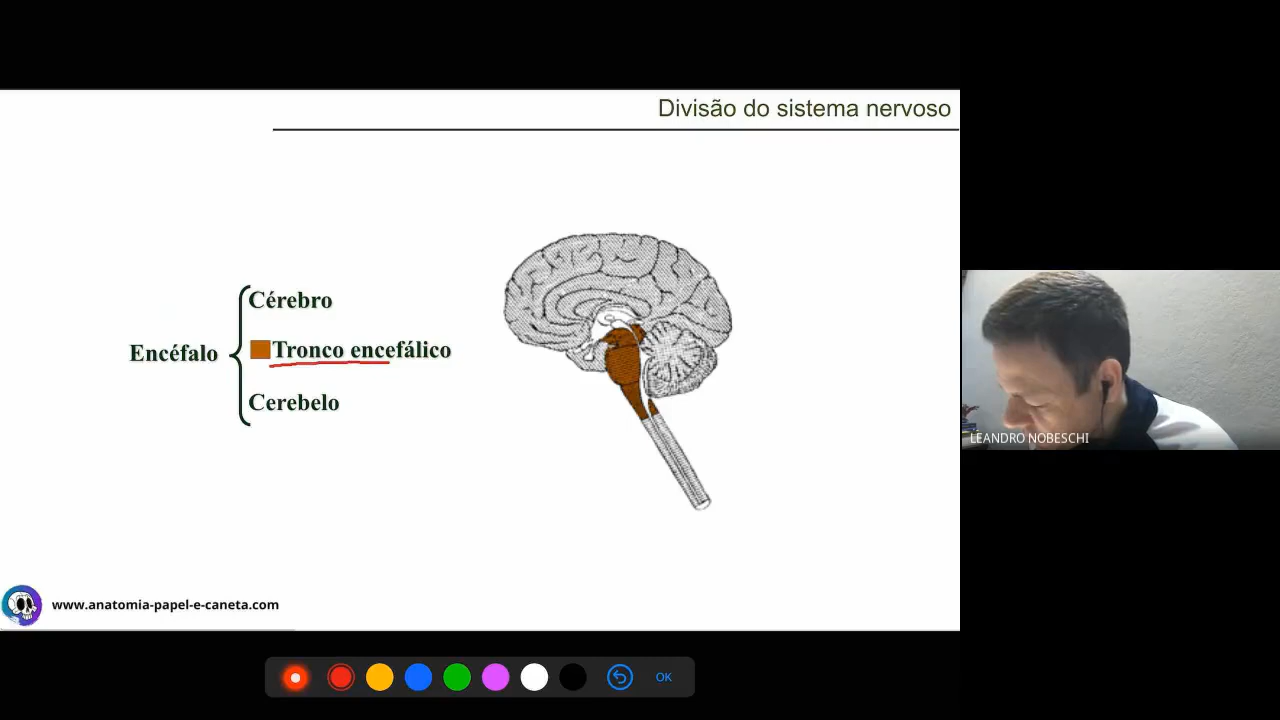 Divisão do sistema nervoso
Cérebro
Encéfalo
Tronco encefálico
Cerebelo
LEANDRO NOBESCHI
www.anatomia-papel-e-caneta.com
OK